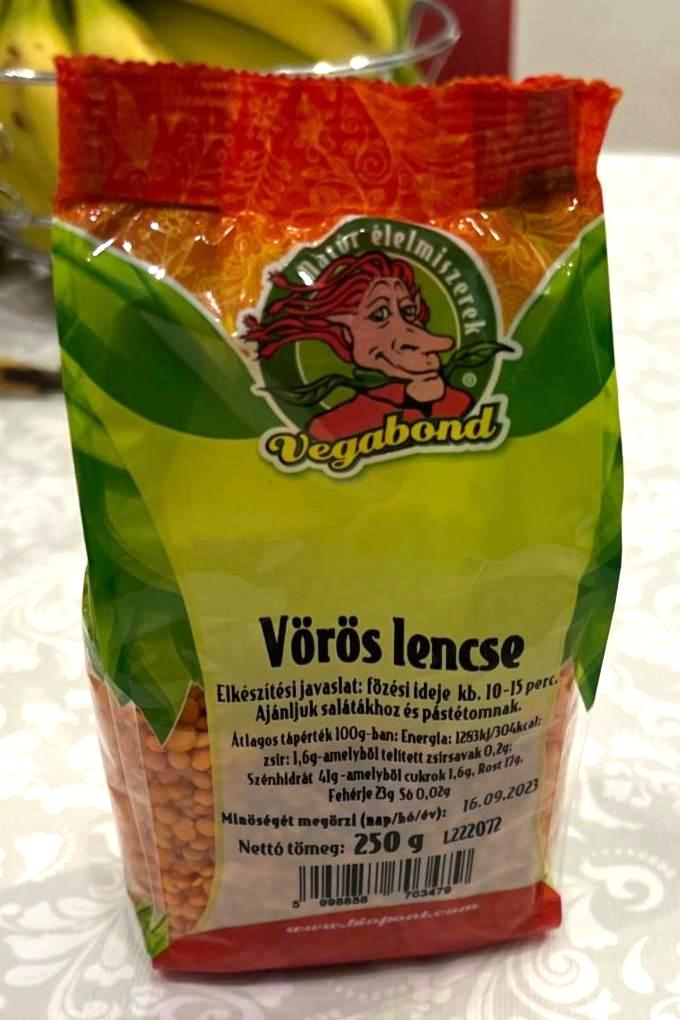 Natúr élelmiszerek
®
Vegabond
Vörös lencse
Elkészítési javaslat: főzési ideje kb. 10-15 perc.
Ajánljuk salátákhoz és pástétomnak.
Átlagos tápérték 100g-ban: Energia: 1283kJ/304kcal;
zsír: 1,6g-amelyből telített zsírsavak 0,2g;
Szénhidrát 41g-amelyből cukrok 1,6g, Rost 17g,
Fehérje 23g Só 0,02g
Minőségét megőrzi (nap/hó/év): 16.09.2023
Nettó tömeg: 250 g L222072
5 998858 703479
www.biopont.com